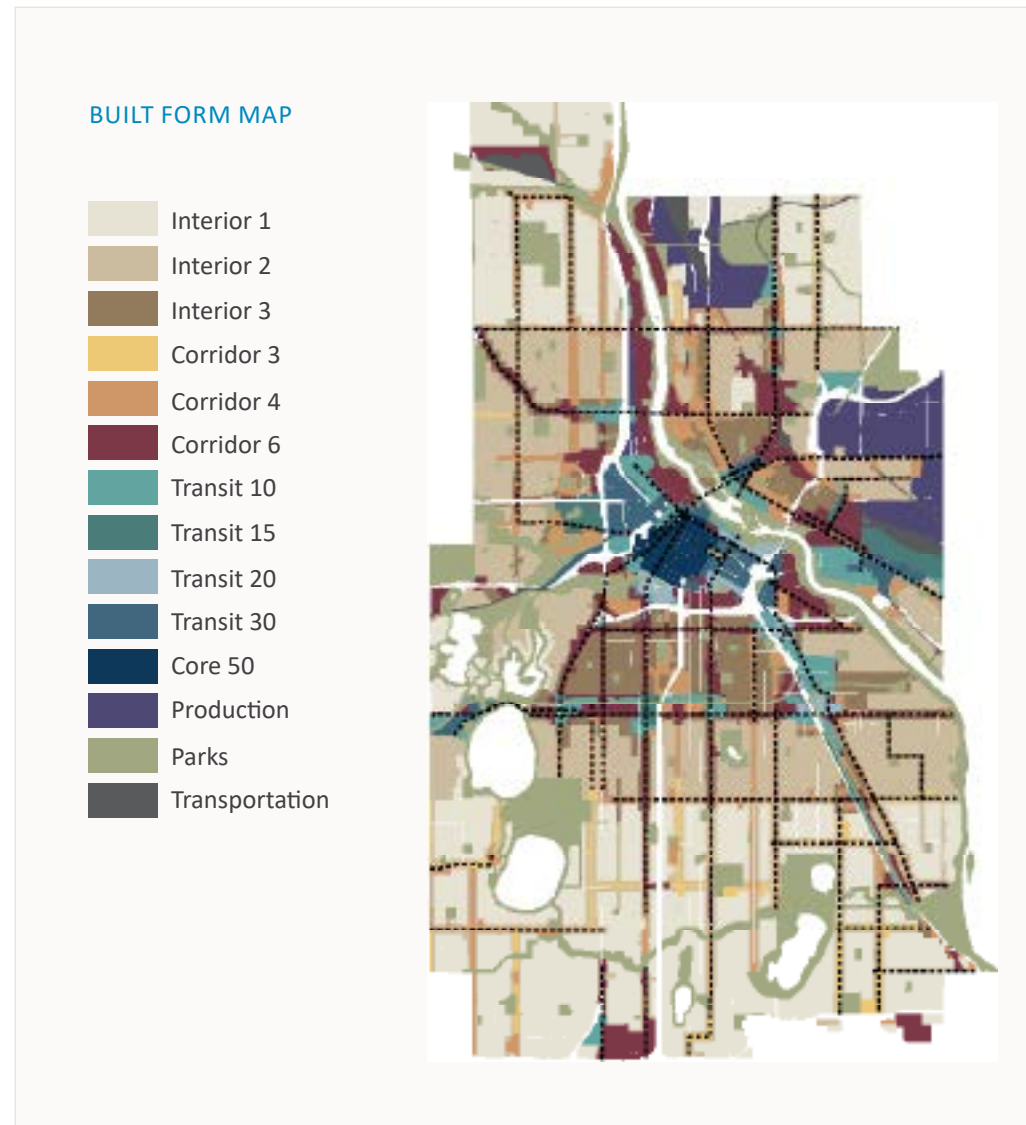 BUILT FORM MAP
Interior 1
Interior 2
Interior 3
Corridor 3
Corridor 4
Corridor 6
Transit 10
Transit 15
Transit 20
Transit 30
Core 50
Production
Parks
Transportation